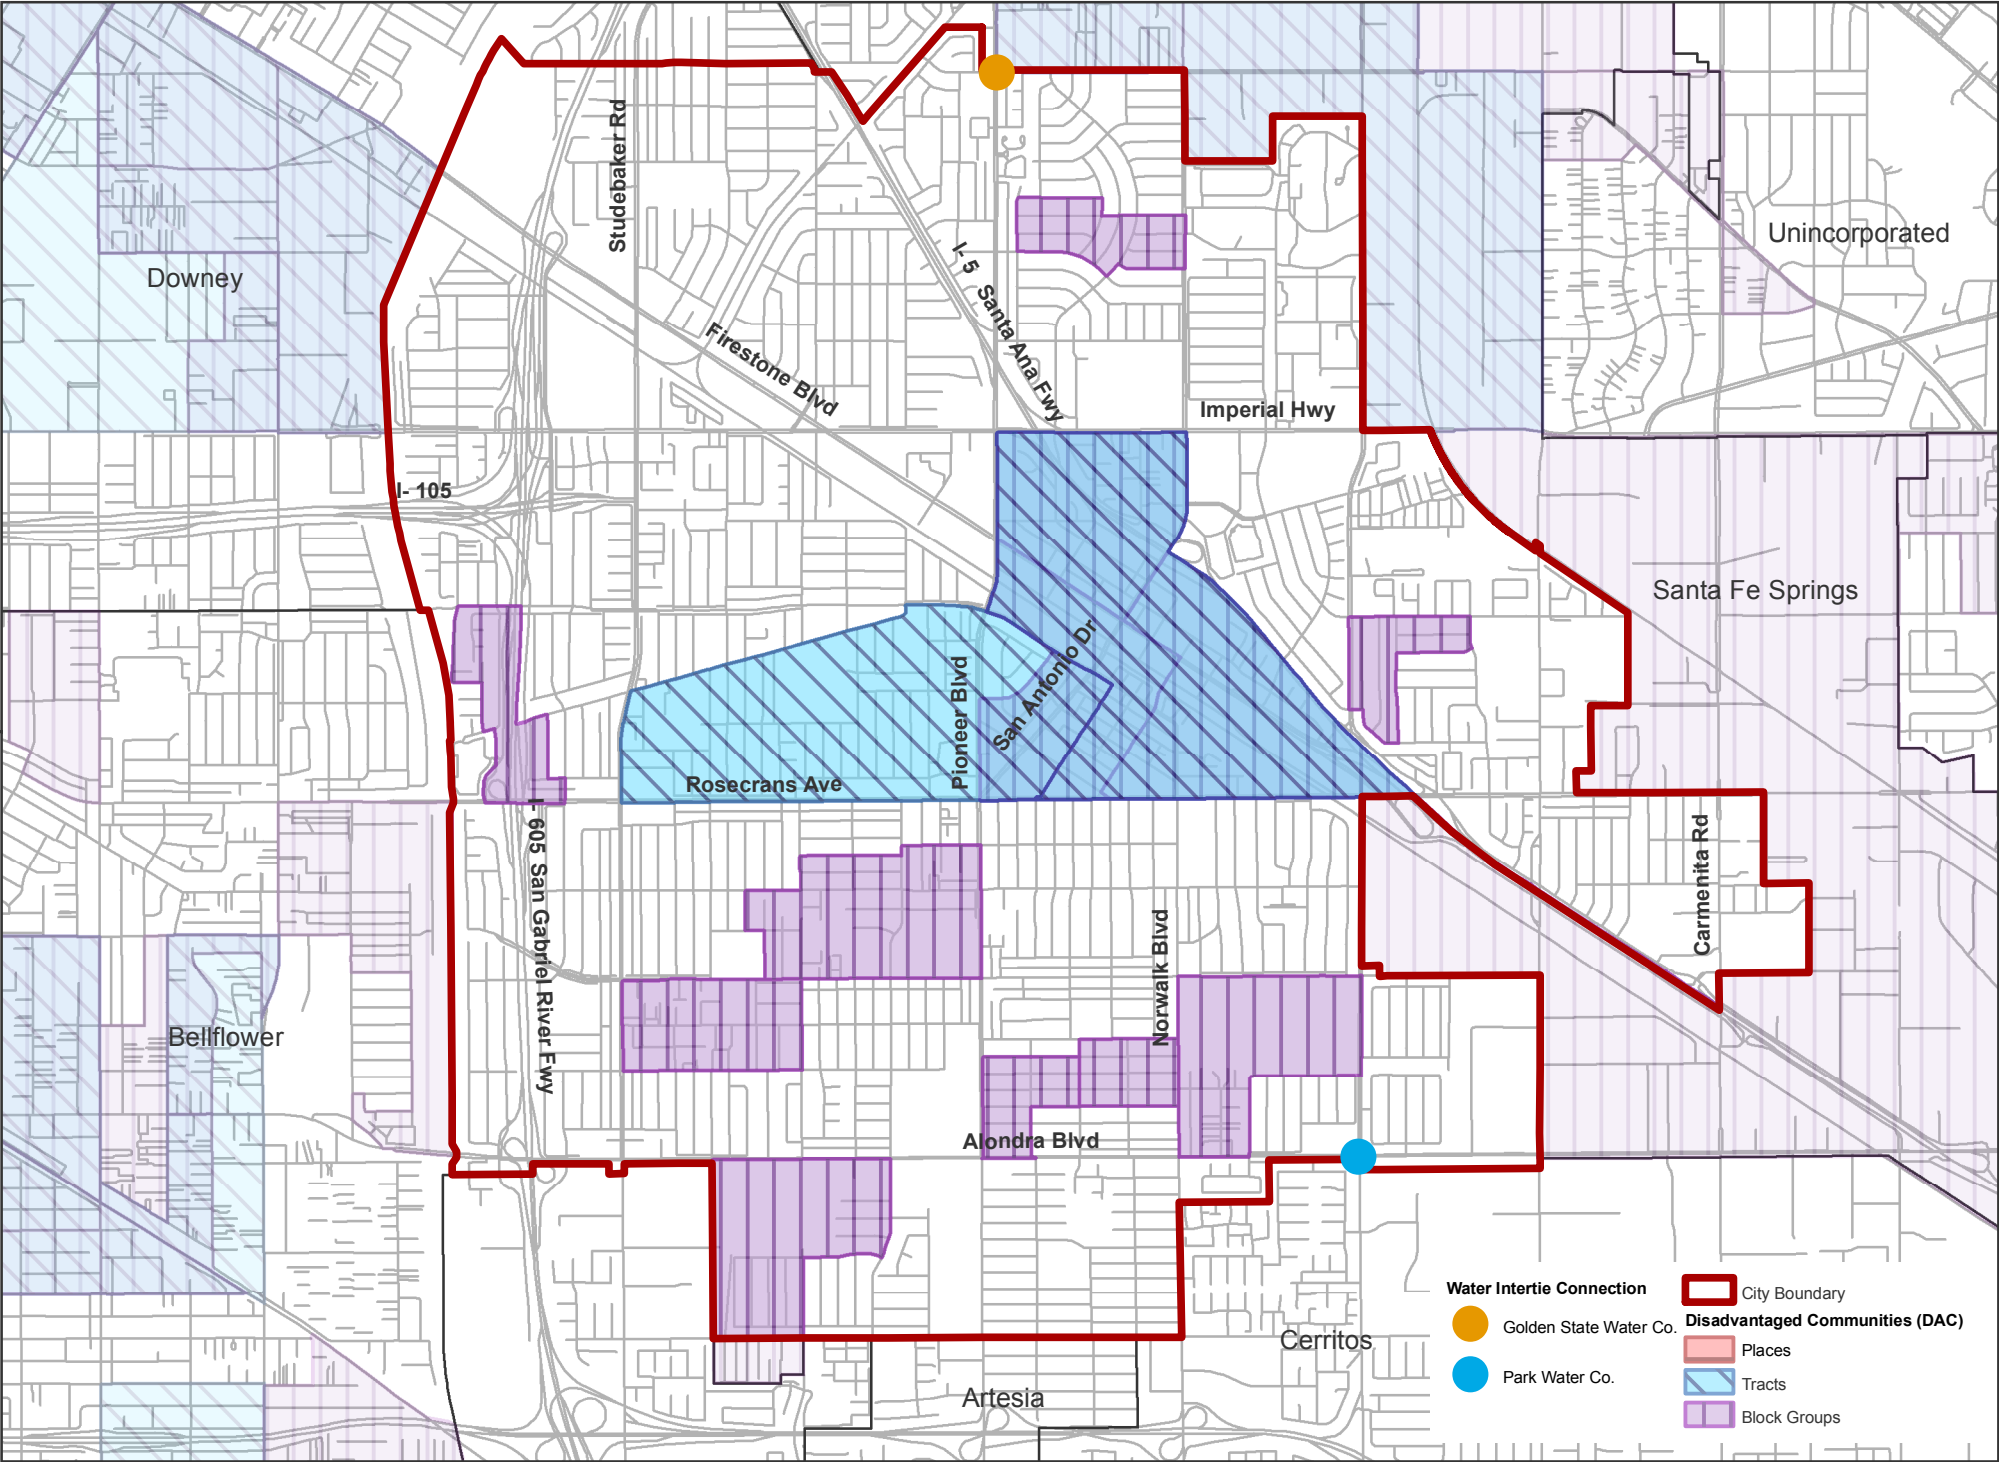 Studebaker Rd
Unincorporated
Downey
I- 5  Santa Ana Fwy
Firestone Blvd
Imperial Hwy
I- 105
Santa Fe Springs
San Antonio Dr
Pioneer Blvd
Rosecrans Ave
I- 605  San Gabriel River Fwy
Carmenita Rd
Norwalk Blvd
Bellflower
Alondra Blvd
Cerritos
Artesia
Water Intertie Connection
Golden State Water Co.
Park Water Co.
City Boundary
Disadvantaged Communities (DAC)
Places
Tracts
Block Groups